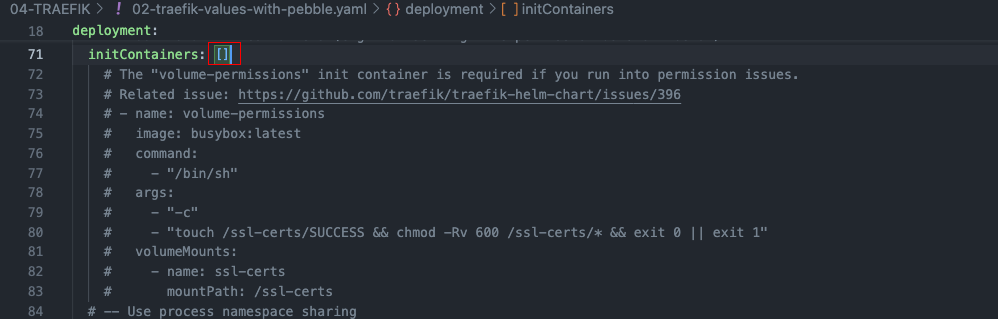 04-TRAEFIK > ! 02-traefik-values-with-pebble.yaml > {} deployment > [ ] initContainers
18 deployment:
71 initContainers: []
72 # The "volume-permissions" init container is required if you run into permission issues.
73 # Related issue: https://github.com/traefik/traefik-helm-chart/issues/396
74 # - name: volume-permissions
75 #   image: busybox:latest
76 #   command:
77 #     - "/bin/sh"
78 #   args:
79 #     - "-c"
80 #     - "touch /ssl-certs/SUCCESS && chmod -Rv 600 /ssl-certs/* && exit 0 || exit 1"
81 #   volumeMounts:
82 #     - name: ssl-certs
83 #       mountPath: /ssl-certs
84 # -- Use process namespace sharing